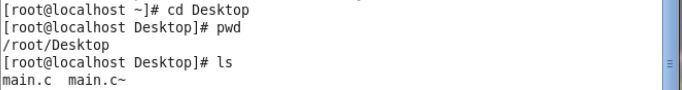 [root@localhost ~]# cd Desktop
[root@localhost Desktop]# pwd
/root/Desktop
[root@localhost Desktop]# ls
main.c  main.c~